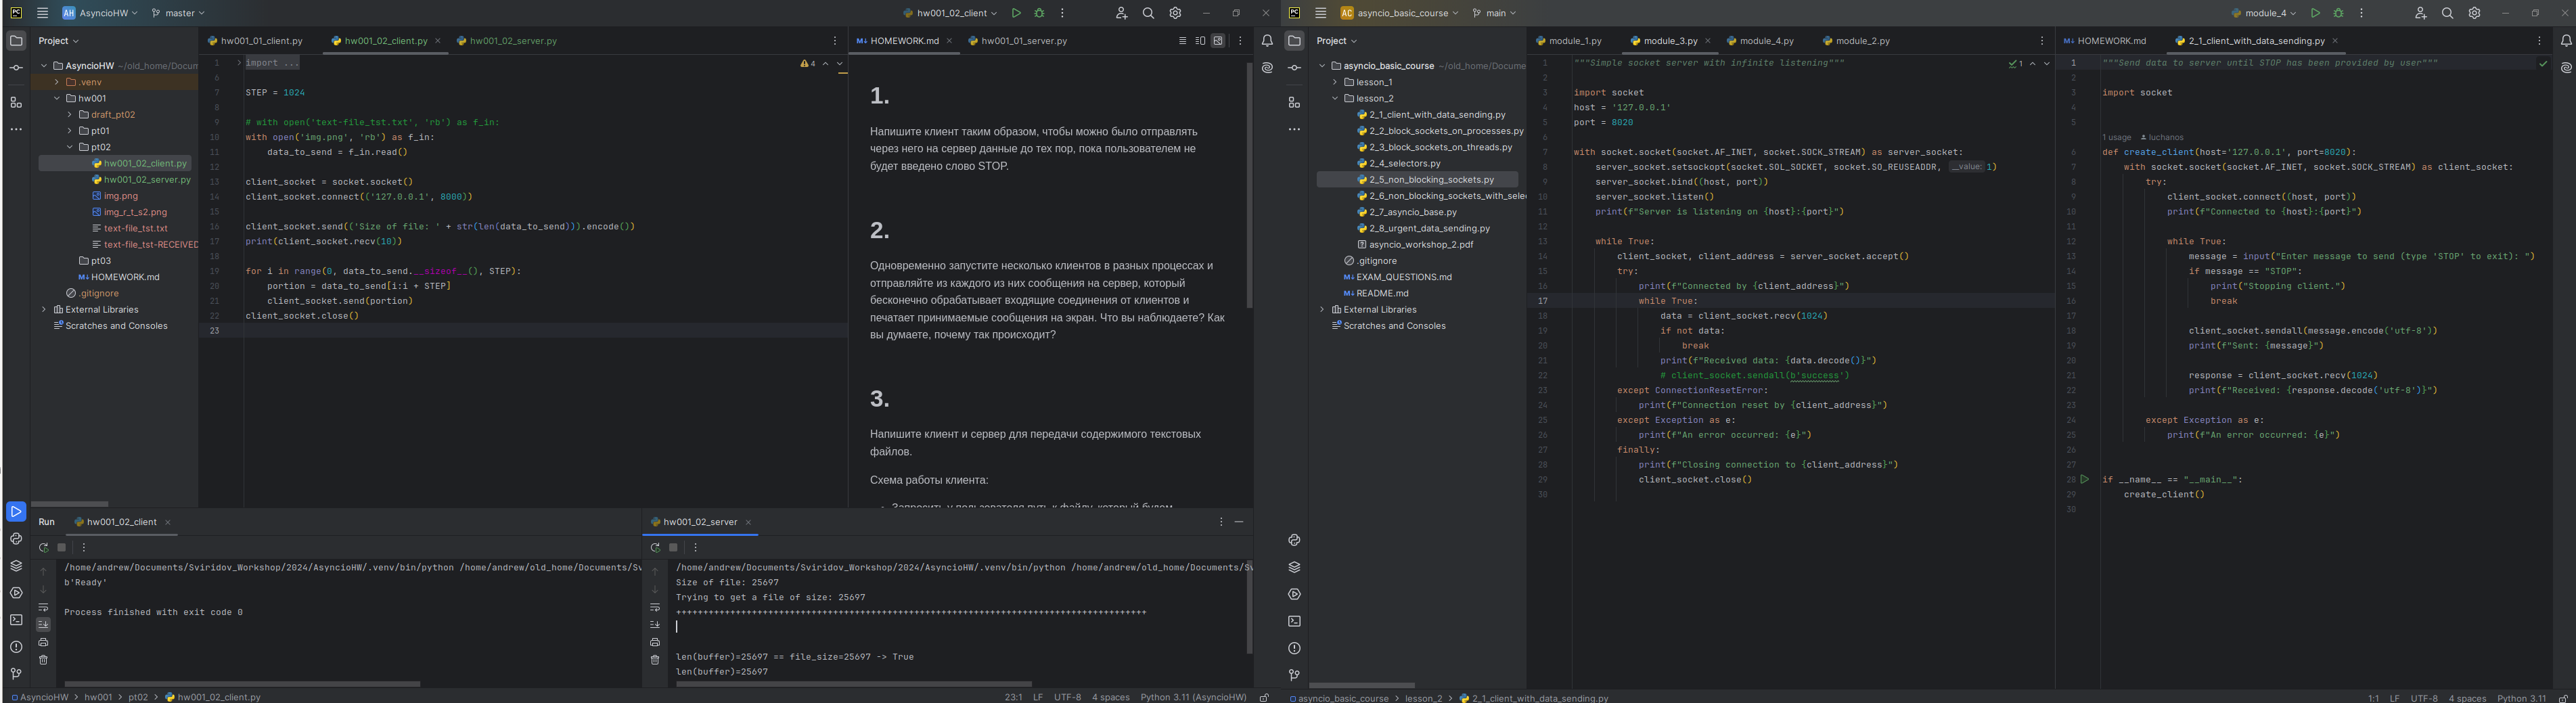 AH AsyncioHW master
hw001_02_client
Project
hw001_01_client.py hw001_02_client.py hw001_02_server.py
AsyncioHW ~/old_home/Docum
.venv
hw001
draft_pt02
pt01
pt02
hw001_02_client.py
hw001_02_server.py
img.png
img_r_t_s2.png
text-file_tst.txt
text-file_tst-RECEIVED
pt03
HOMEWORK.md
.gitignore
External Libraries
Scratches and Consoles
4
1 import ...
6
7 STEP = 1024
8
9 # with open('text-file_tst.txt', 'rb') as f_in:
10 with open('img.png', 'rb') as f_in:
11 data_to_send = f_in.read()
12
13 client_socket = socket.socket()
14 client_socket.connect(('127.0.0.1', 8000))
15
16 client_socket.send(('Size of file: ' + str(len(data_to_send))).encode())
17 print(client_socket.recv(10))
18
19 for i in range(0, data_to_send.__sizeof__(), STEP):
20 portion = data_to_send[i:i + STEP]
21 client_socket.send(portion)
22 client_socket.close()
23
HOMEWORK.md hw001_01_server.py
1.
Напишите клиент таким образом, чтобы можно было отправлять
через него на сервер данные до тех пор, пока пользователем не
будет введено слово STOP.
2.
Одновременно запустите несколько клиентов в разных процессах и
отправляйте из каждого из них сообщения на сервер, который
бесконечно обрабатывает входящие соединения от клиентов и
печатает принимаемые сообщения на экран. Что вы наблюдаете? Как
вы думаете, почему так происходит?
3.
Напишите клиент и сервер для передачи содержимого текстовых
файлов.
Схема работы клиента:
Запросить у пользователя путь к файлу, который будем
Run hw001_02_client
/home/andrew/Documents/Sviridov_Workshop/2024/AsyncioHW/.venv/bin/python /home/andrew/old_home/Documents/Sv
b'Ready'
Process finished with exit code 0
hw001_02_server
/home/andrew/Documents/Sviridov_Workshop/2024/AsyncioHW/.venv/bin/python /home/andrew/old_home/Documents/Sv
Size of file: 25697
Trying to get a file of size: 25697
len(buffer)=25697 == file_size=25697 -> True
len(buffer)=25697
AsyncioHW > hw001 > pt02 > hw001_02_client.py
23:1 LF UTF-8 4 spaces Python 3.11 (AsyncioHW)
AC asyncio_basic_course main
module_4
Project
module_1.py module_3.py module_4.py module_2.py
asyncio_basic_course ~/old_home/Docume
lesson_1
lesson_2
2_1_client_with_data_sending.py
2_2_block_sockets_on_processes.py
2_3_block_sockets_on_threads.py
2_4_selectors.py
2_5_non_blocking_sockets.py
2_6_non_blocking_sockets_with_selec
2_7_asyncio_base.py
2_8_urgent_data_sending.py
asyncio_workshop_2.pdf
.gitignore
EXAM_QUESTIONS.md
README.md
External Libraries
Scratches and Consoles
1
1 """Simple socket server with infinite listening"""
2
3 import socket
4 host = '127.0.0.1'
5 port = 8020
6
7 with socket.socket(socket.AF_INET, socket.SOCK_STREAM) as server_socket:
8 server_socket.setsockopt(socket.SOL_SOCKET, socket.SO_REUSEADDR, __value: 1)
9 server_socket.bind((host, port))
10 server_socket.listen()
11 print(f"Server is listening on {host}:{port}")
12
13 while True:
14 client_socket, client_address = server_socket.accept()
15 try:
16 print(f"Connected by {client_address}")
17 while True:
18 data = client_socket.recv(1024)
19 if not data:
20 break
21 print(f"Received data: {data.decode()}")
22 # client_socket.sendall(b'success')
23 except ConnectionResetError:
24 print(f"Connection reset by {client_address}")
25 except Exception as e:
26 print(f"An error occurred: {e}")
27 finally:
28 print(f"Closing connection to {client_address}")
29 client_socket.close()
30
HOMEWORK.md 2_1_client_with_data_sending.py
1 """Send data to server until STOP has been provided by user"""
2
3 import socket
4
5
1 usage luchanos
6 def create_client(host='127.0.0.1', port=8020):
7 with socket.socket(socket.AF_INET, socket.SOCK_STREAM) as client_socket:
8 try:
9 client_socket.connect((host, port))
10 print(f"Connected to {host}:{port}")
11
12 while True:
13 message = input("Enter message to send (type 'STOP' to exit): ")
14 if message == "STOP":
15 print("Stopping client.")
16 break
17
18 client_socket.sendall(message.encode('utf-8'))
19 print(f"Sent: {message}")
20
21 response = client_socket.recv(1024)
22 print(f"Received: {response.decode('utf-8')}")
23
24 except Exception as e:
25 print(f"An error occurred: {e}")
26
27
28 if __name__ == "__main__":
29 create_client()
30
asyncio_basic_course > lesson_2 > 2_1_client_with_data_sending.py
1:1 LF UTF-8 4 spaces Python 3.11